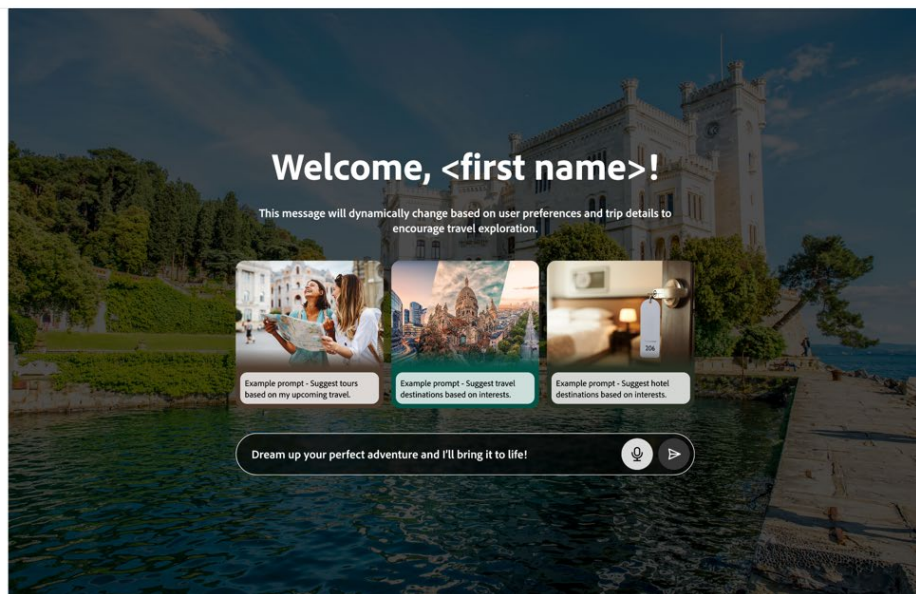 Welcome, <first name>!
This message will dynamically change based on user preferences and trip details to
encourage travel exploration.
206
Example prompt - Suggest tours
based on my upcoming travel.
Example prompt - Suggest travel
destinations based on interests.
Example prompt - Suggest hotel
destinations based on interests.
Dream up your perfect adventure and I'll bring it to life!